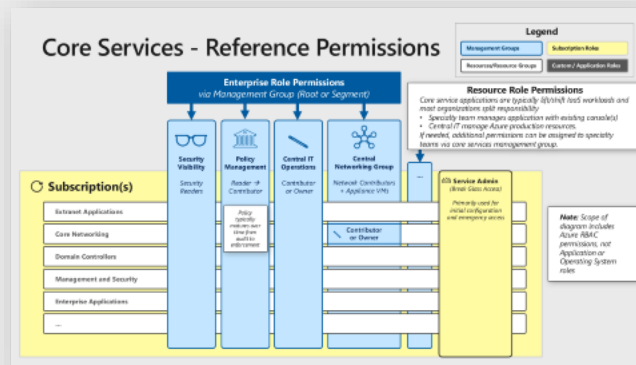 Core Services - Reference Permissions
Legend
Management Groups
Subscription Roles
Resources/Resource Groups
Custom / Application Roles
Enterprise Role Permissions
via Management Group (Root or Segment)
Resource Role Permissions
Core service applications are typically lift/shift IaaS workloads and
most organizations split responsibility
• Specialty team manages application with existing console(s)
• Central IT manage Azure production resources.
If needed, additional permissions can be assigned to specialty
teams via core services management group.
Security
Visibility
Security
Readers
Policy
Management
Reader →
Contributor
Policy
typically
matures over
time from
audit to
enforcement
Central IT
Operations
Contributor
or Owner
Central
Networking Group
Network Contributors
+ Appliance VMs
Contributor
or Owner
...
Service Admin
(Break Glass Access)
Primarily used for
initial configuration
and emergency access
Subscription(s)
Extranet Applications
Core Networking
Domain Controllers
Management and Security
Enterprise Applications
...
Note: Scope of
diagram includes
Azure RBAC
permissions, not
Application or
Operating System
roles